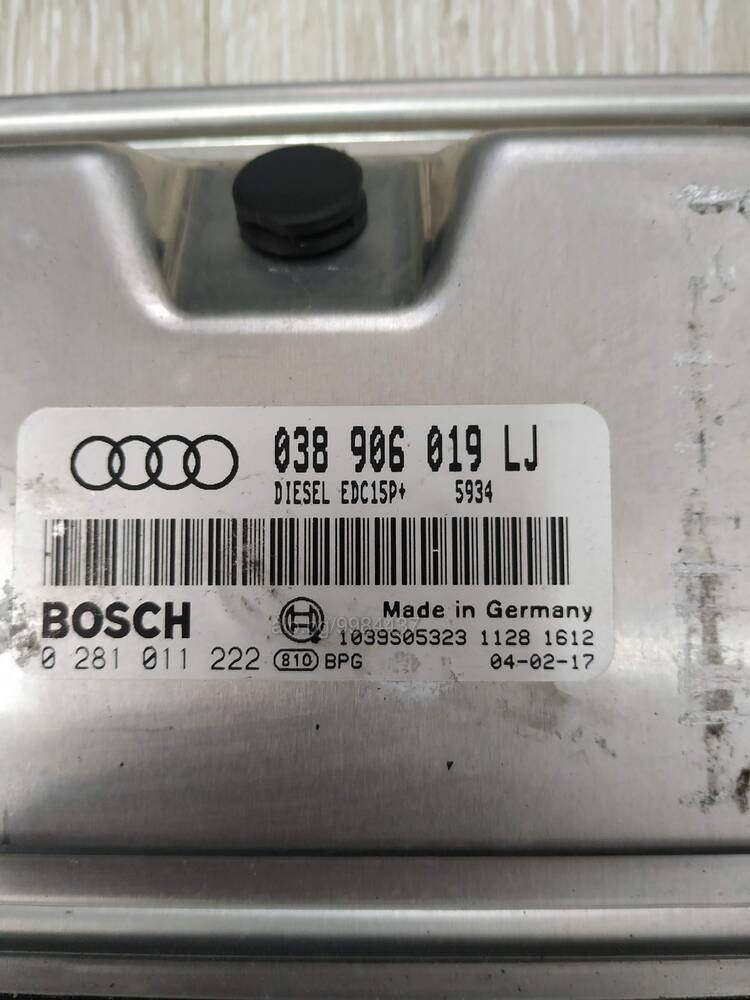 038 906 019 LJ
DIESEL EDC15P+ 5934
BOSCH
Made in Germany
1039S05323 1128 1612
0 281 011 222 810 BPG 04-02-17